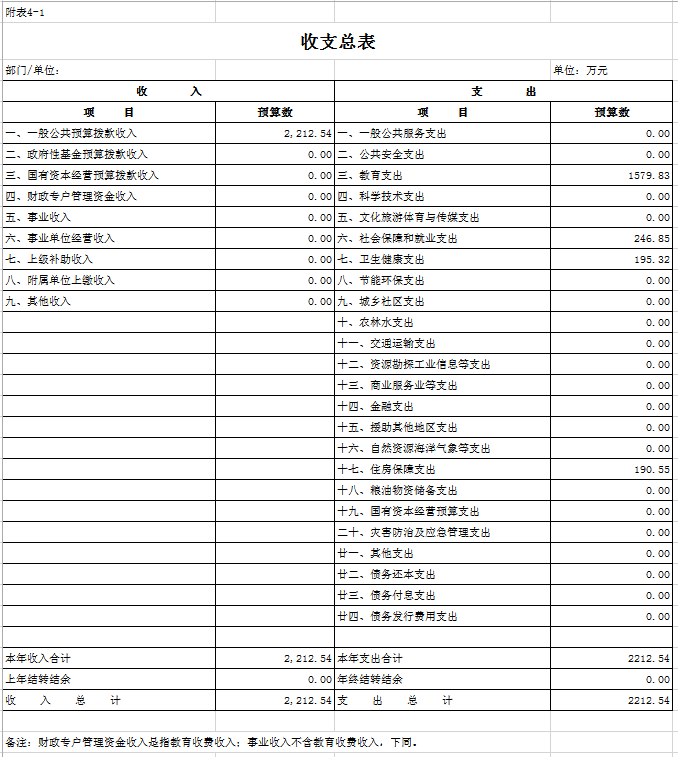 附表4-1
收支总表
部门/单位： 单位：万元
收 入 支 出
项 目 预算数 项 目 预算数
一、一般公共预算拨款收入 2,212.54 一、一般公共服务支出 0.00
二、政府性基金预算拨款收入 0.00 二、公共安全支出 0.00
三、国有资本经营预算拨款收入 0.00 三、教育支出 1579.83
四、财政专户管理资金收入 0.00 四、科学技术支出 0.00
五、事业收入 0.00 五、文化旅游体育与传媒支出 0.00
六、事业单位经营收入 0.00 六、社会保障和就业支出 246.85
七、上级补助收入 0.00 七、卫生健康支出 195.32
八、附属单位上缴收入 0.00 八、节能环保支出 0.00
九、其他收入 0.00 九、城乡社区支出 0.00
十、农林水支出 0.00
十一、交通运输支出 0.00
十二、资源勘探工业信息等支出 0.00
十三、商业服务业等支出 0.00
十四、金融支出 0.00
十五、援助其他地区支出 0.00
十六、自然资源海洋气象等支出 0.00
十七、住房保障支出 190.55
十八、粮油物资储备支出 0.00
十九、国有资本经营预算支出 0.00
二十、灾害防治及应急管理支出 0.00
廿一、其他支出 0.00
廿二、债务还本支出 0.00
廿三、债务付息支出 0.00
廿四、债务发行费用支出 0.00
本年收入合计 2,212.54 本年支出合计 2212.54
上年结转结余 0.00 年终结转结余 0.00
收 入 总 计 2,212.54 支 出 总 计 2212.54
备注：财政专户管理资金收入是指教育收费收入；事业收入不含教育收费收入，下同。